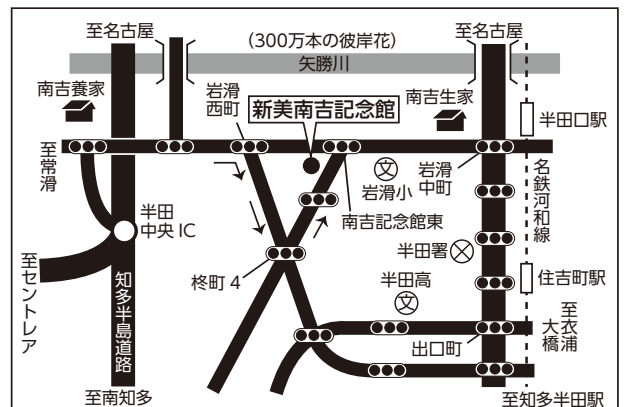 至名古屋
(300万本の彼岸花)
至名古屋
矢勝川
南吉養家
岩滑
西町
新美南吉記念館
南吉生家
半田口駅
至常滑
文
岩滑小
岩滑
中町
名鉄河和線
南吉記念館東
半田
中央IC
半田署
柊町4
半田高
文
住吉町駅
至セントレア
知多半島道路
出口町
至衣浦
大橋
至南知多
至知多半田駅